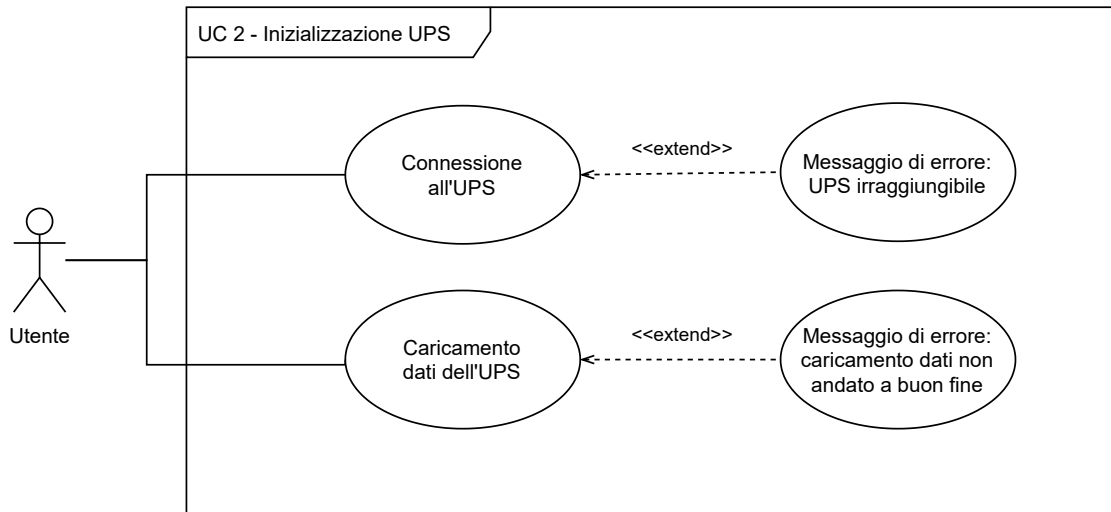 UC 2 - Inizializzazione UPS
Connessione
all'UPS
<<extend>>
Messaggio di errore:
UPS irraggiungibile
Utente
Caricamento
dati dell'UPS
<<extend>>
Messaggio di errore:
caricamento dati non
andato a buon fine